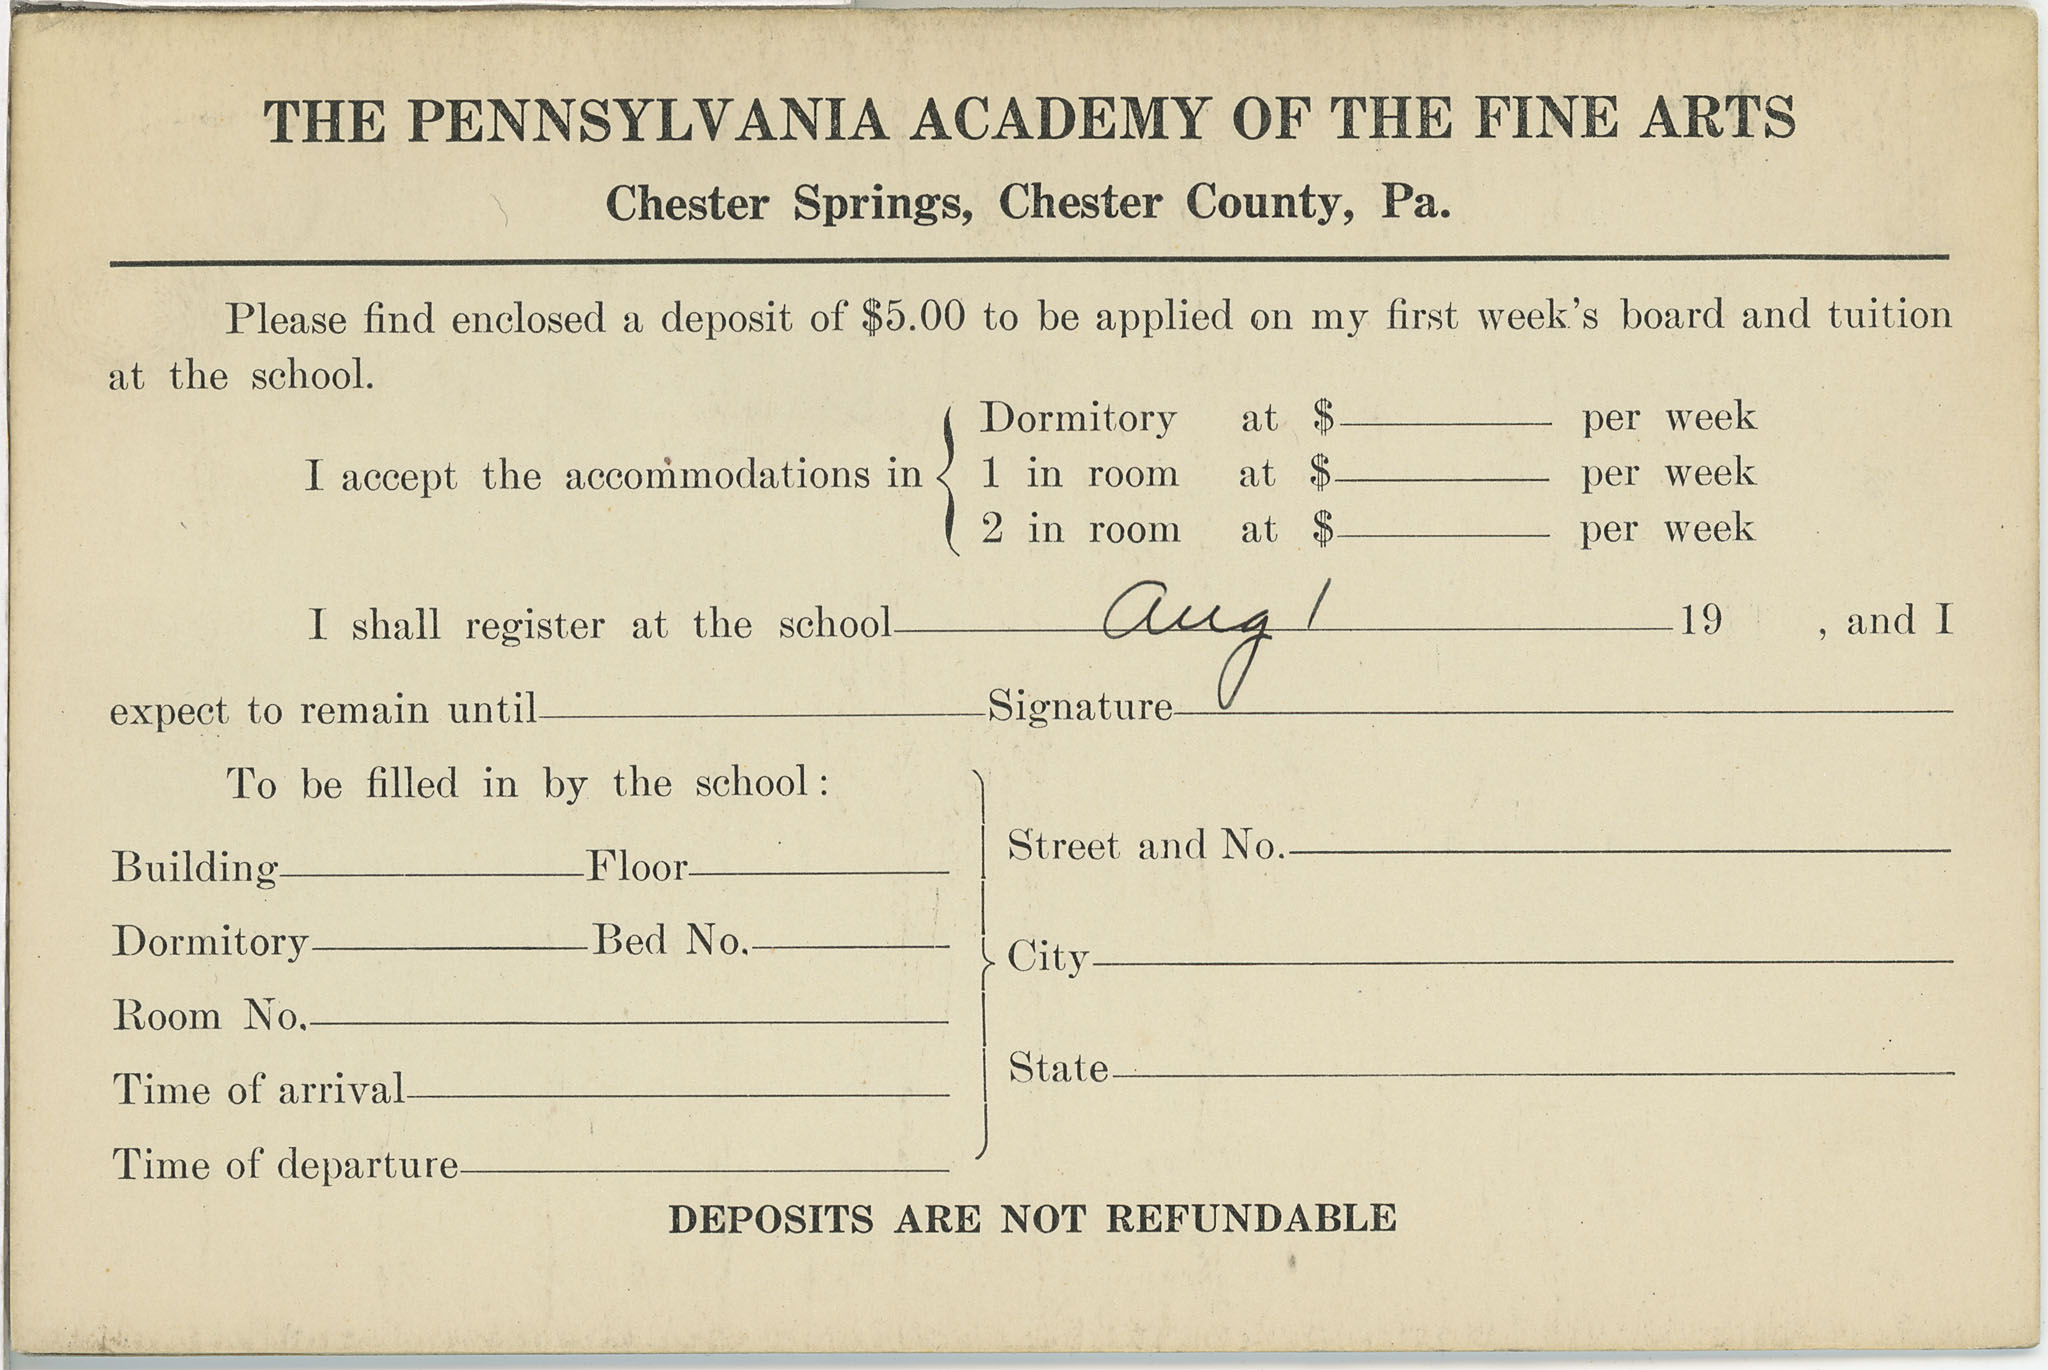 THE PENNSYLVANIA ACADEMY OF THE FINE ARTS
Chester Springs, Chester County, Pa.
Please find enclosed a deposit of $5.00 to be applied on my first week's board and tuition
at the school.
I accept the accommodations in
Dormitory at $ per week
1 in room at $ per week
2 in room at $ per week
I shall register at the school Aug 1 19 , and I
expect to remain until Signature
To be filled in by the school:
Building Floor
Dormitory Bed No.
Room No.
Time of arrival
Time of departure
Street and No.
City
State
DEPOSITS ARE NOT REFUNDABLE